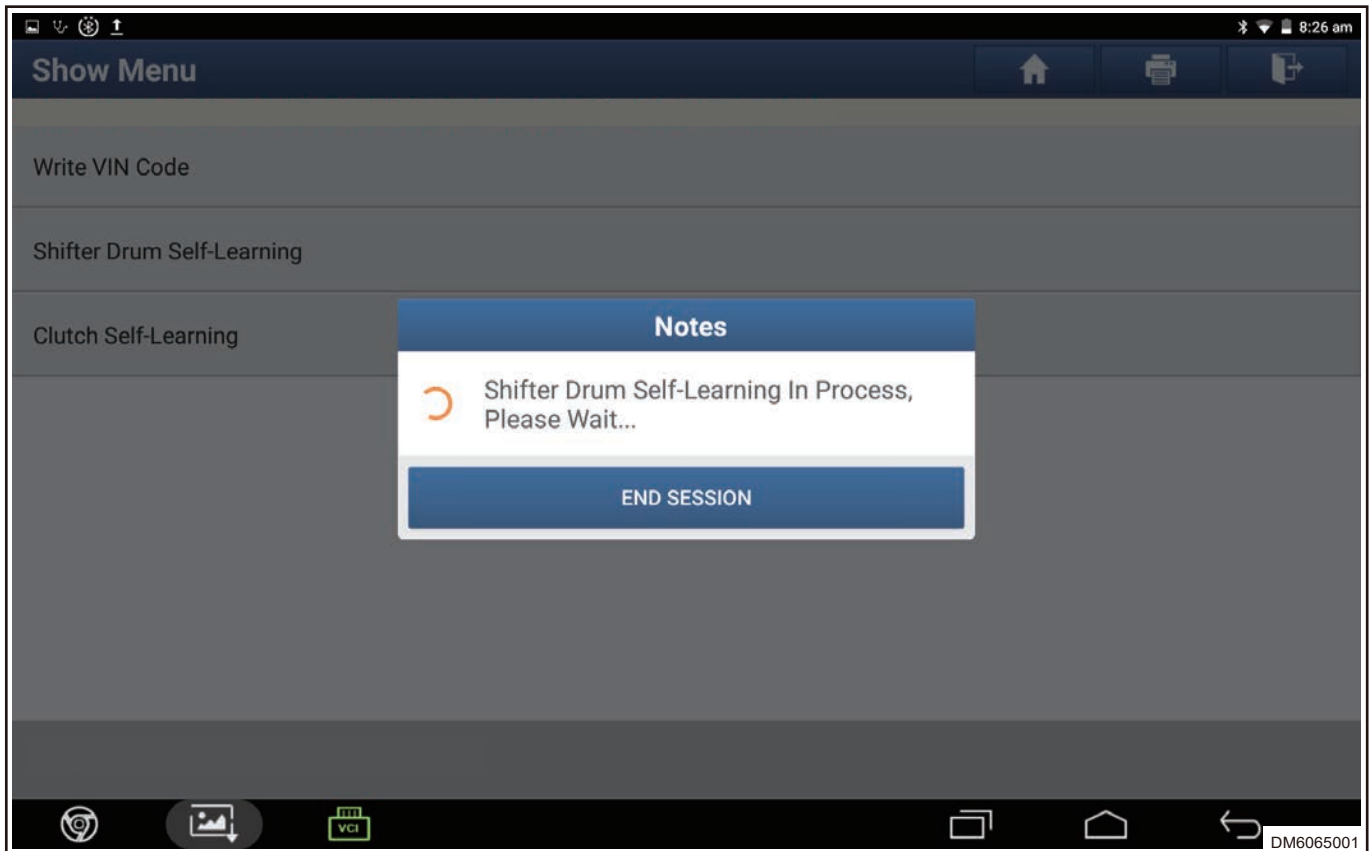 8:26 am
Show Menu
Write VIN Code
Shifter Drum Self-Learning
Clutch Self-Learning
Notes
Shifter Drum Self-Learning In Process,
Please Wait...
END SESSION
VCI
DM6065001